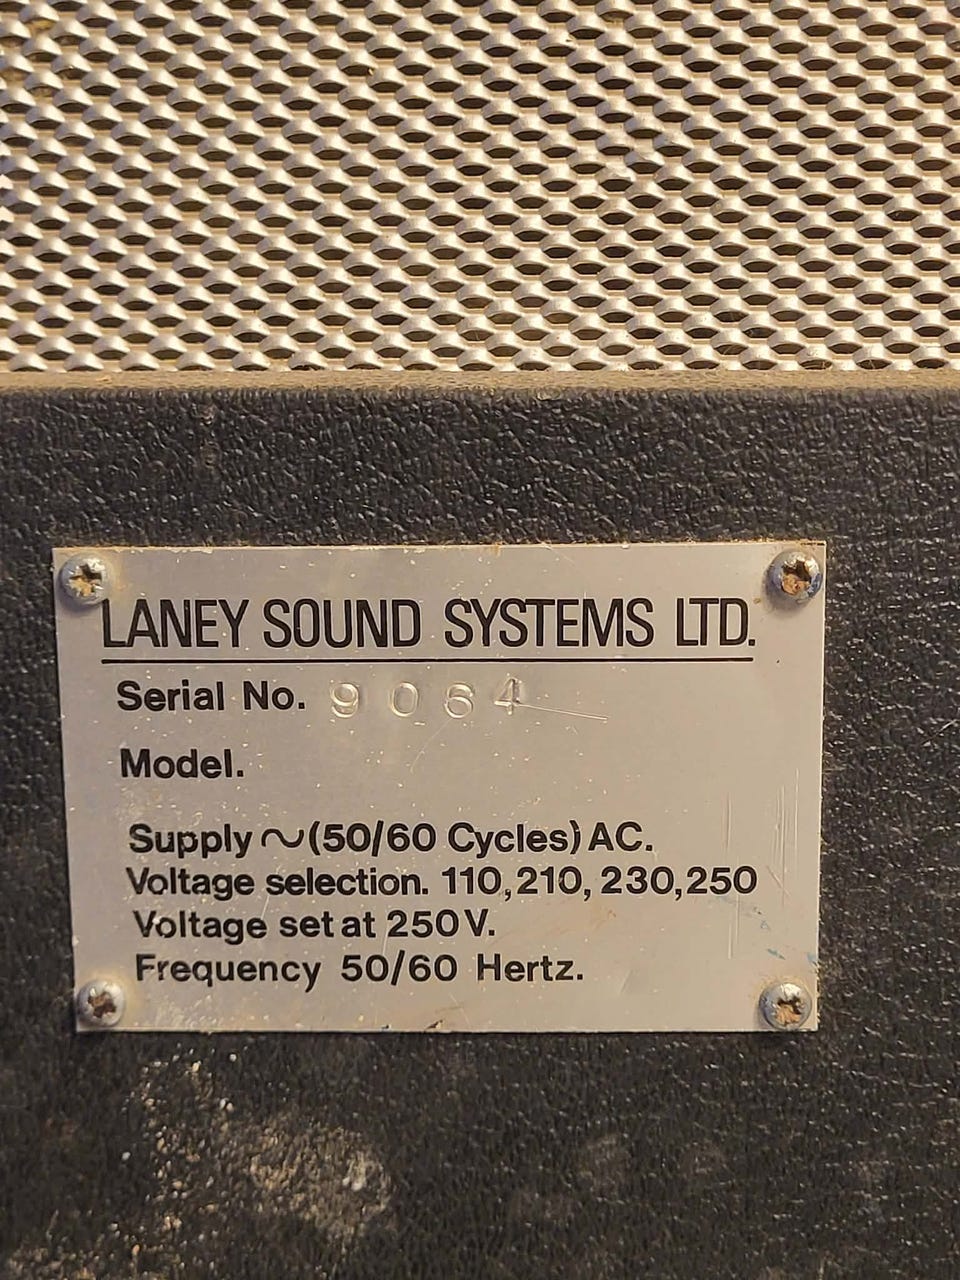 LANEY SOUND SYSTEMS LTD.
Serial No. 9064
Model.
Supply ~ (50/60 Cycles) AC.
Voltage selection. 110, 210, 230, 250
Voltage set at 250 V.
Frequency 50/60 Hertz.